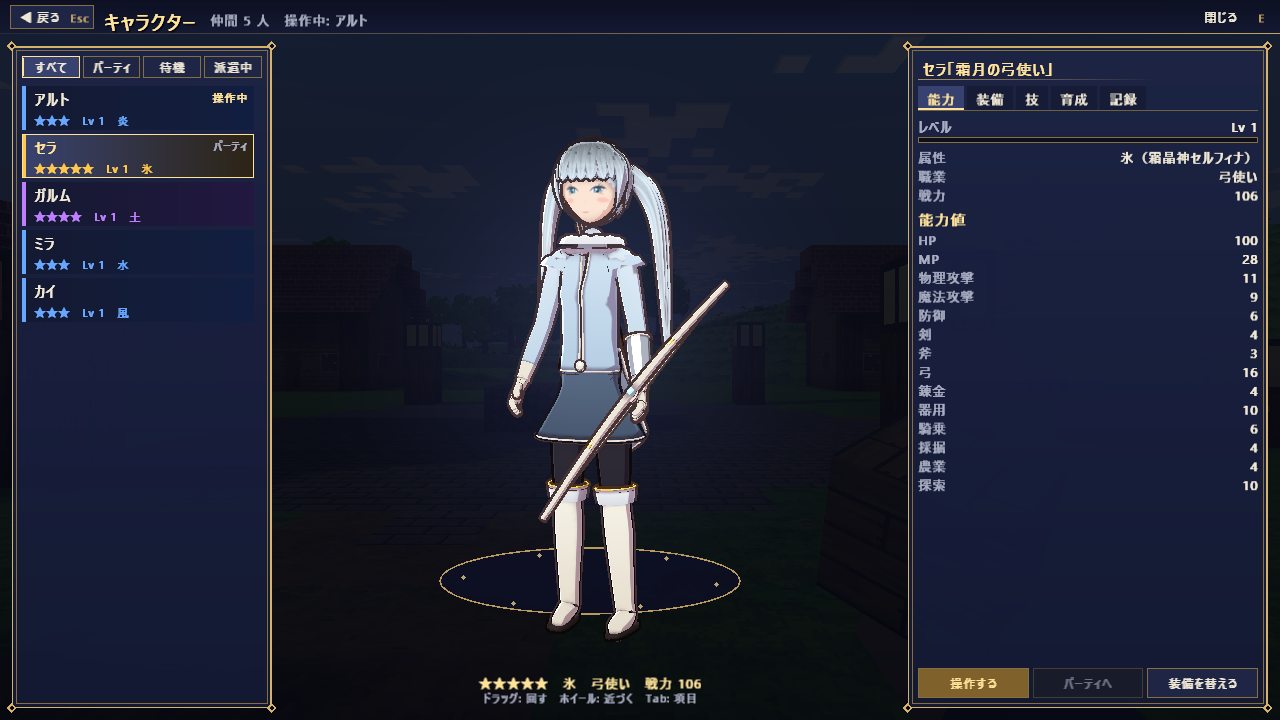 ◀戻る Esc
キャラクター 仲間 5 人 操作中: アルト
閉じる E
すべて パーティ 待機 派遣中
アルト 操作中
★★★ Lv 1 炎
セラ パーティ
★★★★★ Lv 1 氷
ガルム
★★★★ Lv 1 土
ミラ
★★★ Lv 1 水
カイ
★★★ Lv 1 風
★★★★★ 氷 弓使い 戦力 106
ドラッグ: 回す ホイール: 近づく Tab: 項目
セラ「霜月の弓使い」
能力 装備 技 育成 記録
レベル Lv 1
属性 氷（霜晶神セルフィナ）
職業 弓使い
戦力 106
能力値
HP 100
MP 28
物理攻撃 11
魔法攻撃 9
防御 6
剣 4
斧 3
弓 16
錬金 4
器用 10
騎乗 6
採掘 4
農業 4
探索 10
操作する パーティへ 装備を替える